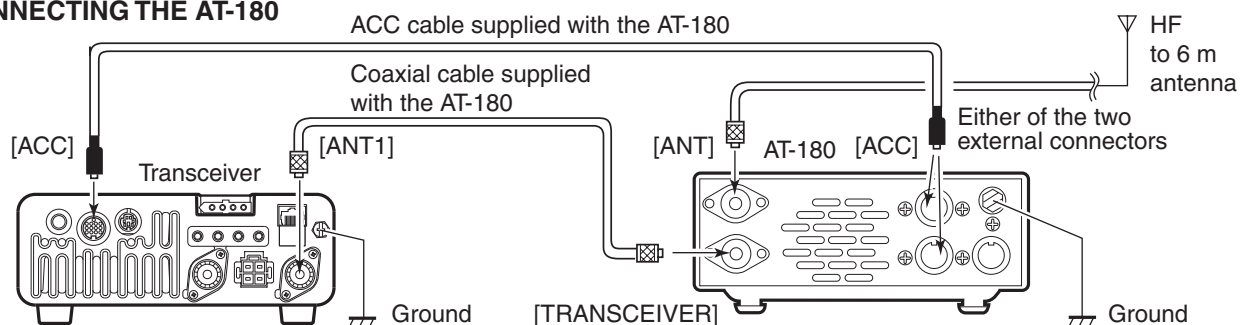 NNECTING THE AT-180
ACC cable supplied with the AT-180
HF
to 6 m
antenna
Coaxial cable supplied
with the AT-180
Either of the two
external connectors
[ACC]
[ANT1]
[ANT]
AT-180
[ACC]
Transceiver
Ground
[TRANSCEIVER]
Ground